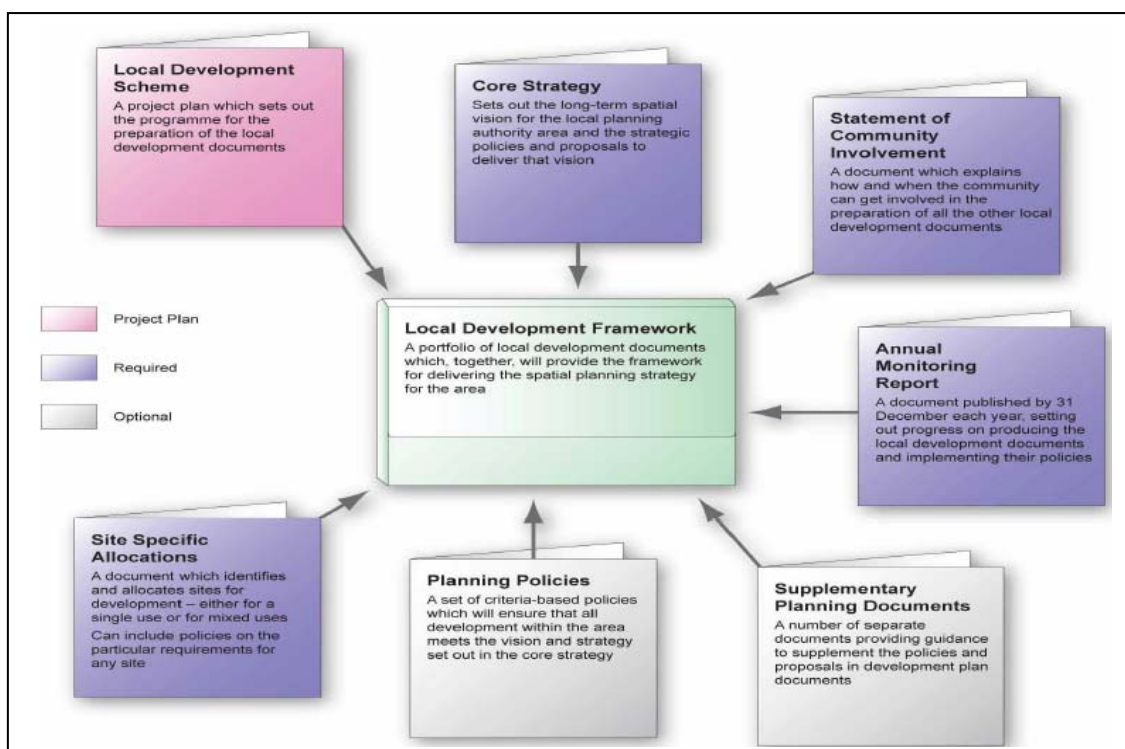 Local Development
Scheme
A project plan which sets out
the programme for the
preparation of the local
development documents
Core Strategy
Sets out the long-term spatial
vision for the local planning
authority area and the strategic
policies and proposals to
deliver that vision
Statement of
Community
Involvement
A document which explains
how and when the community
can get involved in the
preparation of all the other local
development documents
Project Plan
Required
Optional
Local Development Framework
A portfolio of local development documents
which, together, will provide the framework
for delivering the spatial planning strategy
for the area
Annual
Monitoring
Report
A document published by 31
December each year, setting
out progress on producing the
local development documents
and implementing their policies
Site Specific
Allocations
A document which identifies
and allocates sites for
development – either for a
single use or for mixed uses
Can include policies on the
particular requirements for
any site
Planning Policies
A set of criteria-based policies
which will ensure that all
development within the area
meets the vision and strategy
set out in the core strategy
Supplementary
Planning Documents
A number of separate
documents providing guidance
to supplement the policies and
proposals in development plan
documents